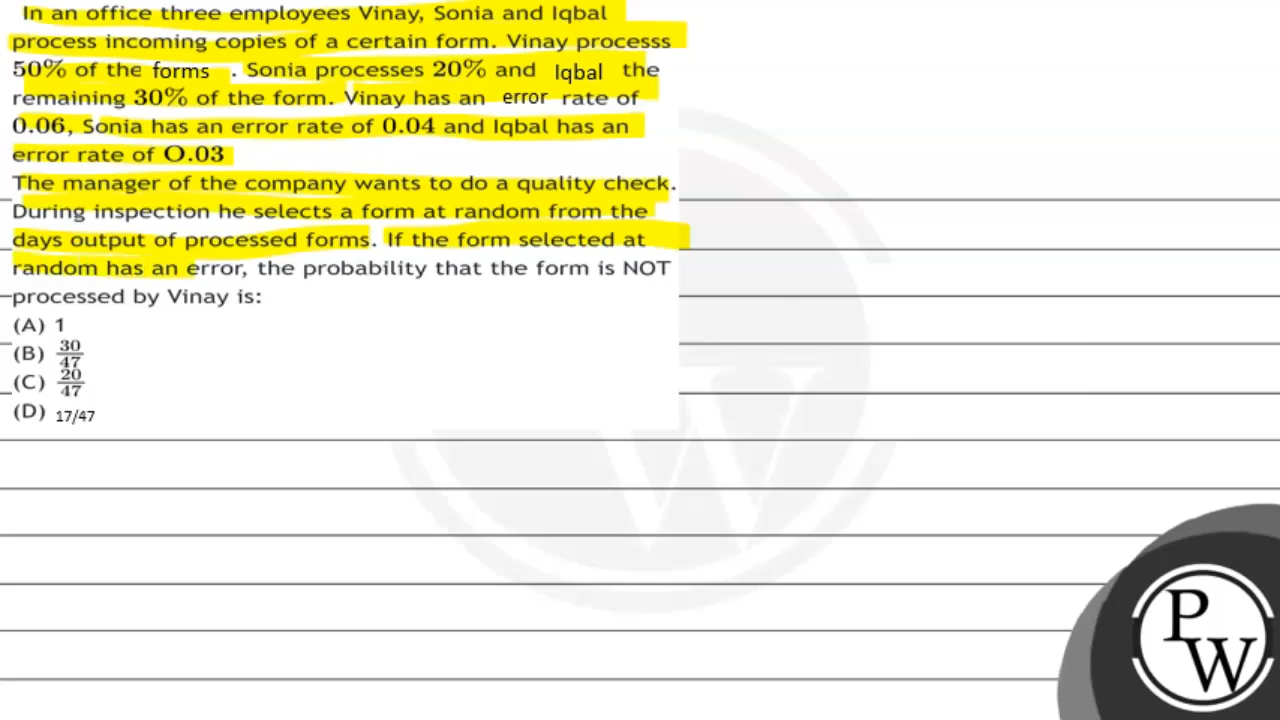 In an office three employees Vinay, Sonia and Iqbal
process incoming copies of a certain form. Vinay processs
50% of the forms . Sonia processes 20% and Iqbal the
remaining 30% of the form. Vinay has an error rate of
0.06, Sonia has an error rate of 0.04 and Iqbal has an
error rate of O.03
The manager of the company wants to do a quality check.
During inspection he selects a form at random from the
days output of processed forms. If the form selected at
random has an error, the probability that the form is NOT
processed by Vinay is:
(A) 1
(B) 30/47
(C) 20/47
(D) 17/47
P
W